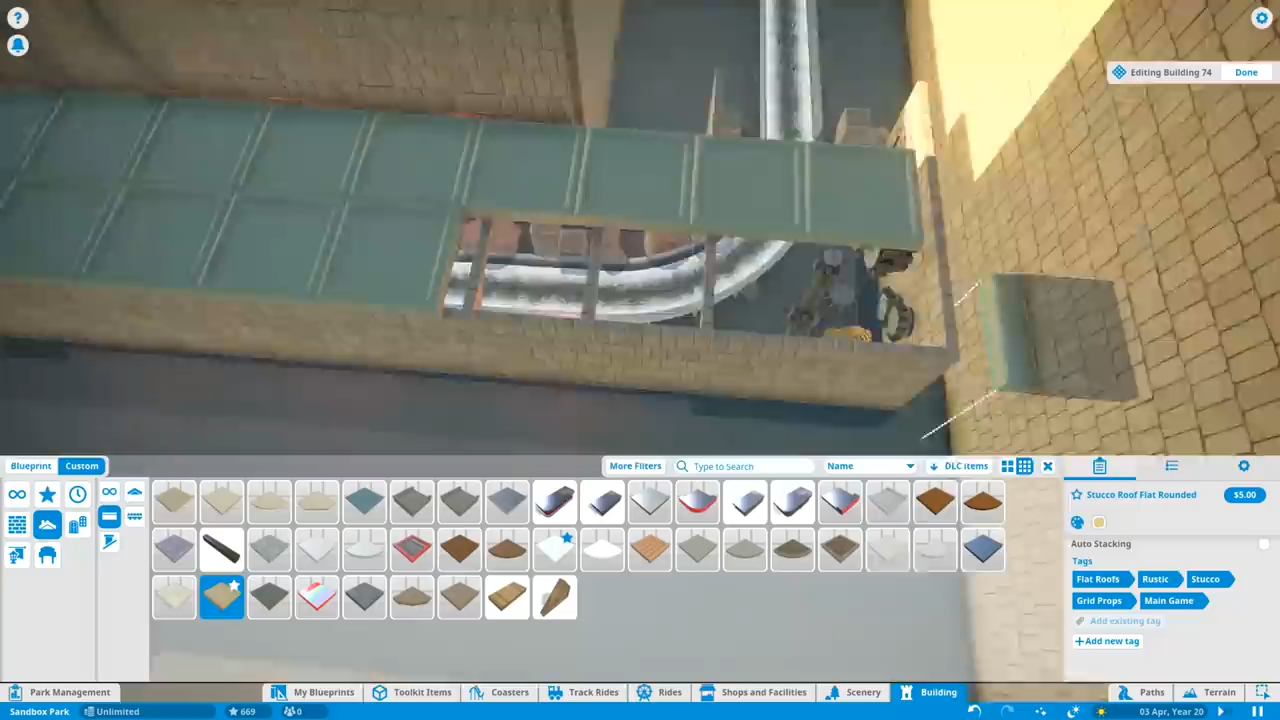 ?
Editing Building 74 Done
Blueprint Custom More Filters Type to Search Name DLC Items
Stucco Roof Flat Rounded $5.00
Auto Stacking
Tags
Flat Roofs Rustic Stucco
Grid Props Main Game
Add existing tag
+Add new tag
Park Management My Blueprints Toolkit Items Coasters Track Rides Rides Shops and Facilities Scenery Building Paths Terrain
Sandbox Park Unlimited 669 0 03 Apr, Year 20